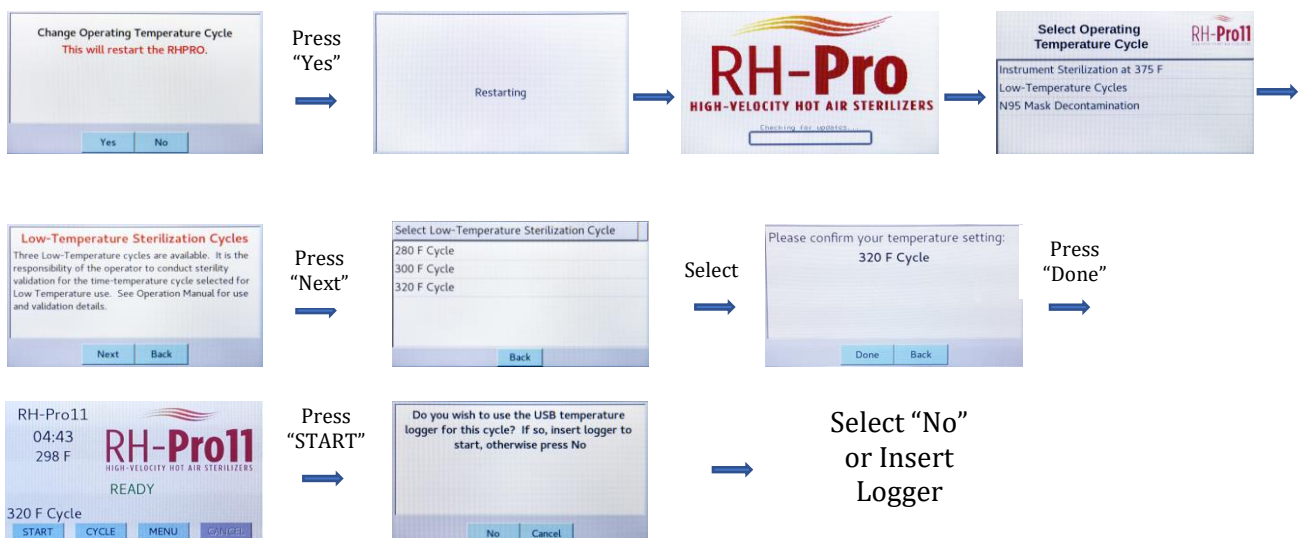 Change Operating Temperature Cycle
This will restart the RHPRO.
Yes No
Press
“Yes”
Restarting
RH-Pro
HIGH-VELOCITY HOT AIR STERILIZERS
Checking for updates...
Select Operating
Temperature Cycle
RH-Pro11
Instrument Sterilization at 375 F
Low-Temperature Cycles
N95 Mask Decontamination
Low-Temperature Sterilization Cycles
Three Low-Temperature cycles are available. It is the
responsibility of the operator to conduct sterility
validation for the time-temperature cycle selected for
Low Temperature use. See Operation Manual for use
and validation details.
Next Back
Press
“Next”
Select Low-Temperature Sterilization Cycle
280 F Cycle
300 F Cycle
320 F Cycle
Back
Select
Please confirm your temperature setting:
320 F Cycle
Done Back
Press
“Done”
RH-Pro11
04:43
298 F
RH-Pro11
HIGH-VELOCITY HOT AIR STERILIZERS
READY
320 F Cycle
START CYCLE MENU CANCEL
Press
“START”
Do you wish to use the USB temperature
logger for this cycle? If so, insert logger to
start, otherwise press No
No Cancel
Select “No”
or Insert
Logger